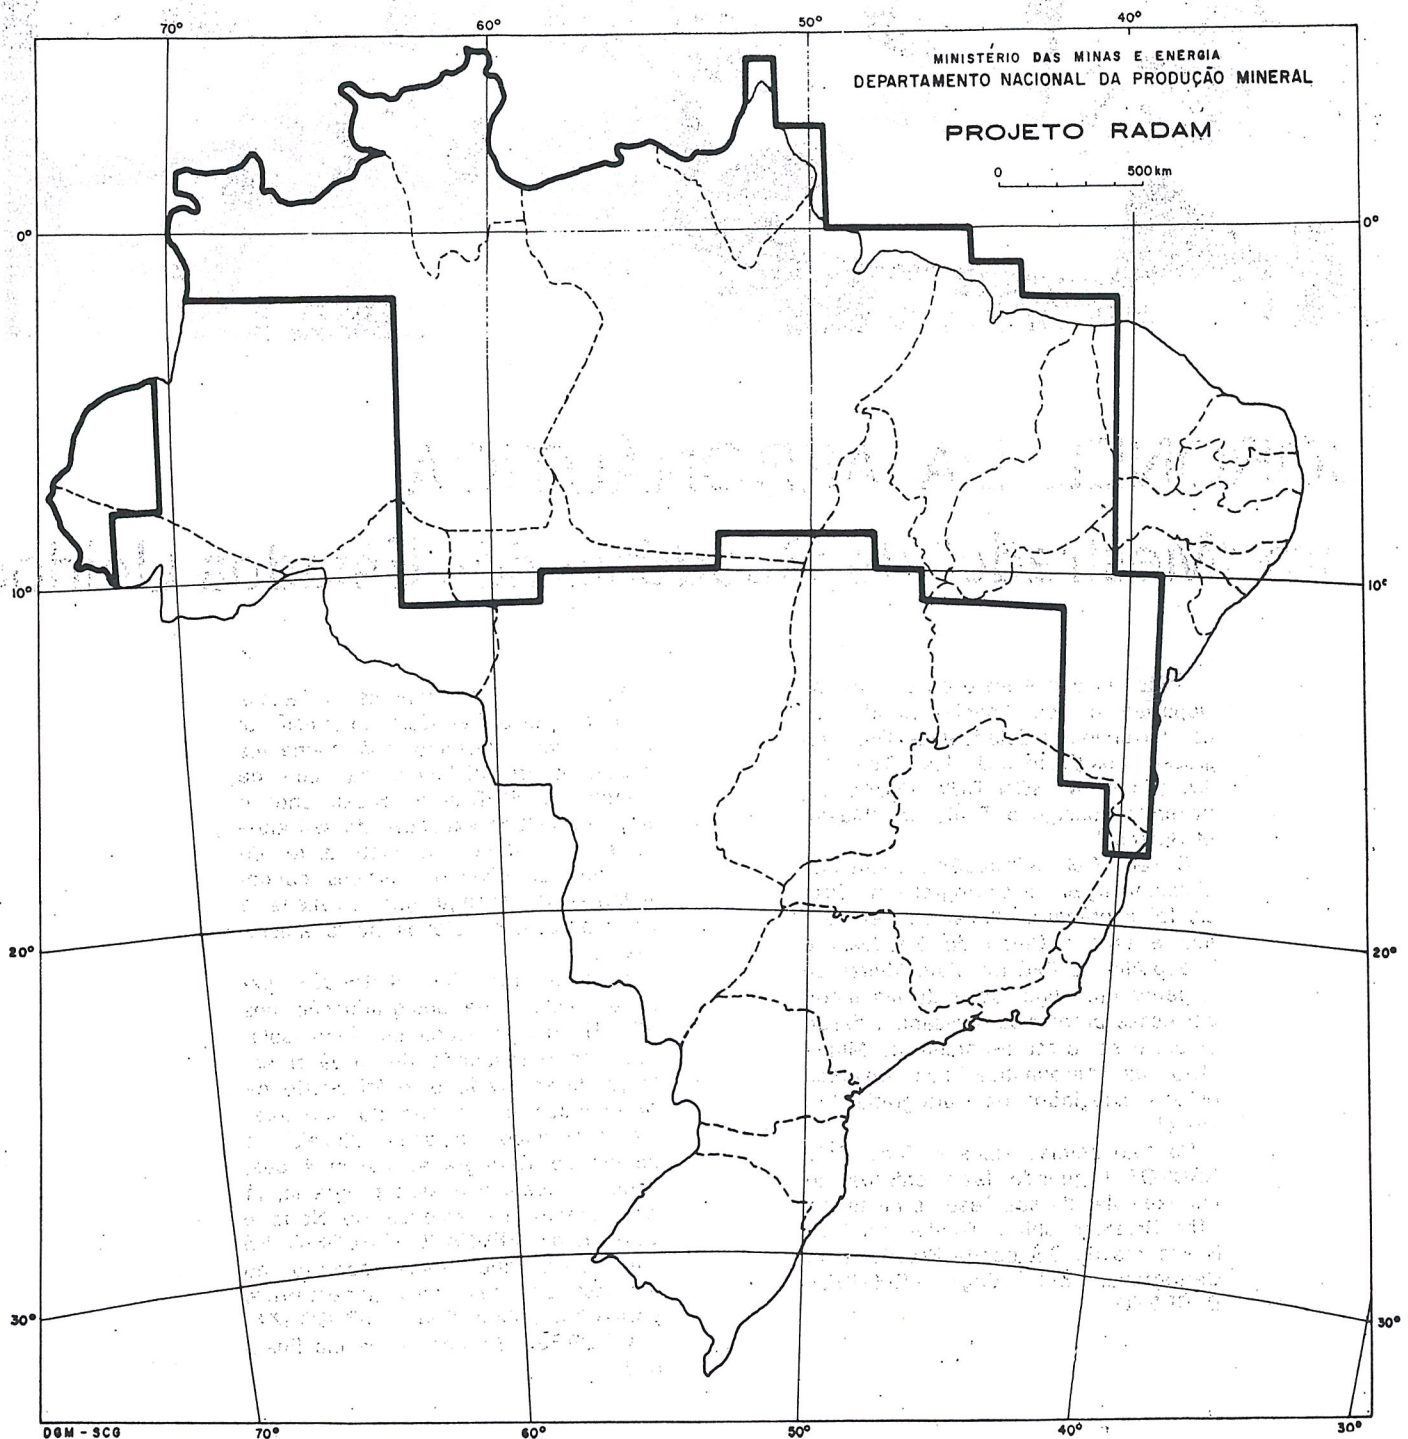 70° 60° 50° 40°
MINISTÉRIO DAS MINAS E ENERGIA
DEPARTAMENTO NACIONAL DA PRODUÇÃO MINERAL
PROJETO RADAM
0 500 km
0° 0°
10° 10°
20° 20°
30° 30°
DGM - SCG 70° 60° 50° 40° 30°